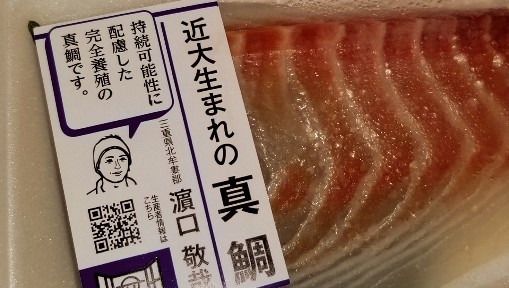 近大生まれの真鯛
持続可能性に
配慮した
完全養殖の
真鯛です。
三重県北牟婁郡
濵口 敬哉
生産者情報は
こちら